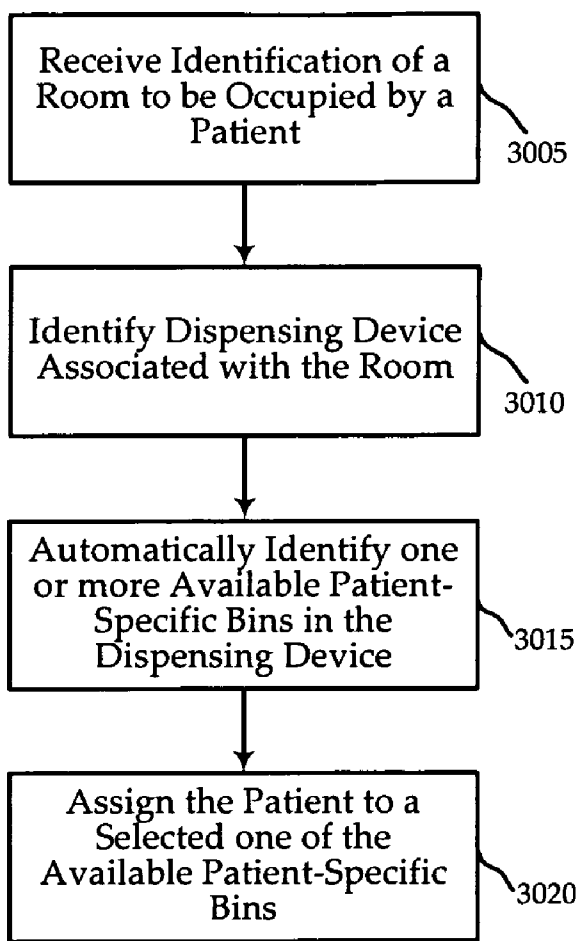 Receive Identification of a
Room to be Occupied by a
Patient
3005
Identify Dispensing Device
Associated with the Room
3010
Automatically Identify one
or more Available Patient-
Specific Bins in the
Dispensing Device
3015
Assign the Patient to a
Selected one of the
Available Patient-Specific
Bins
3020